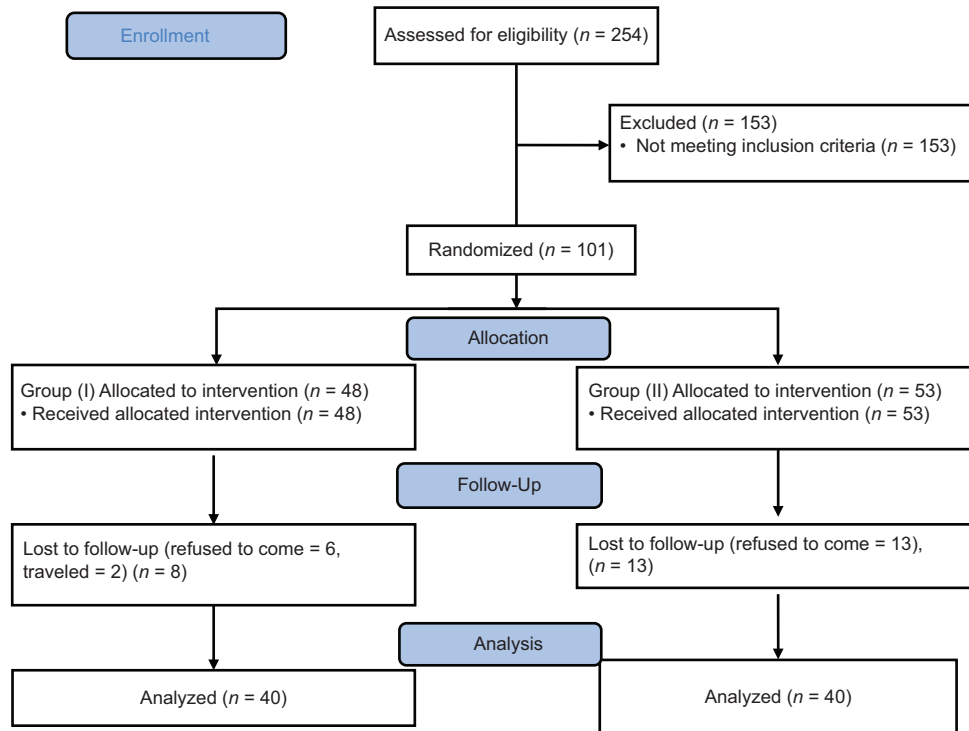 Enrollment
Assessed for eligibility (n = 254)
Excluded (n = 153)
• Not meeting inclusion criteria (n = 153)
Randomized (n = 101)
Allocation
Group (I) Allocated to intervention (n = 48)
• Received allocated intervention (n = 48)
Group (II) Allocated to intervention (n = 53)
• Received allocated intervention (n = 53)
Follow-Up
Lost to follow-up (refused to come = 6,
traveled = 2) (n = 8)
Lost to follow-up (refused to come = 13),
(n = 13)
Analysis
Analyzed (n = 40)
Analyzed (n = 40)